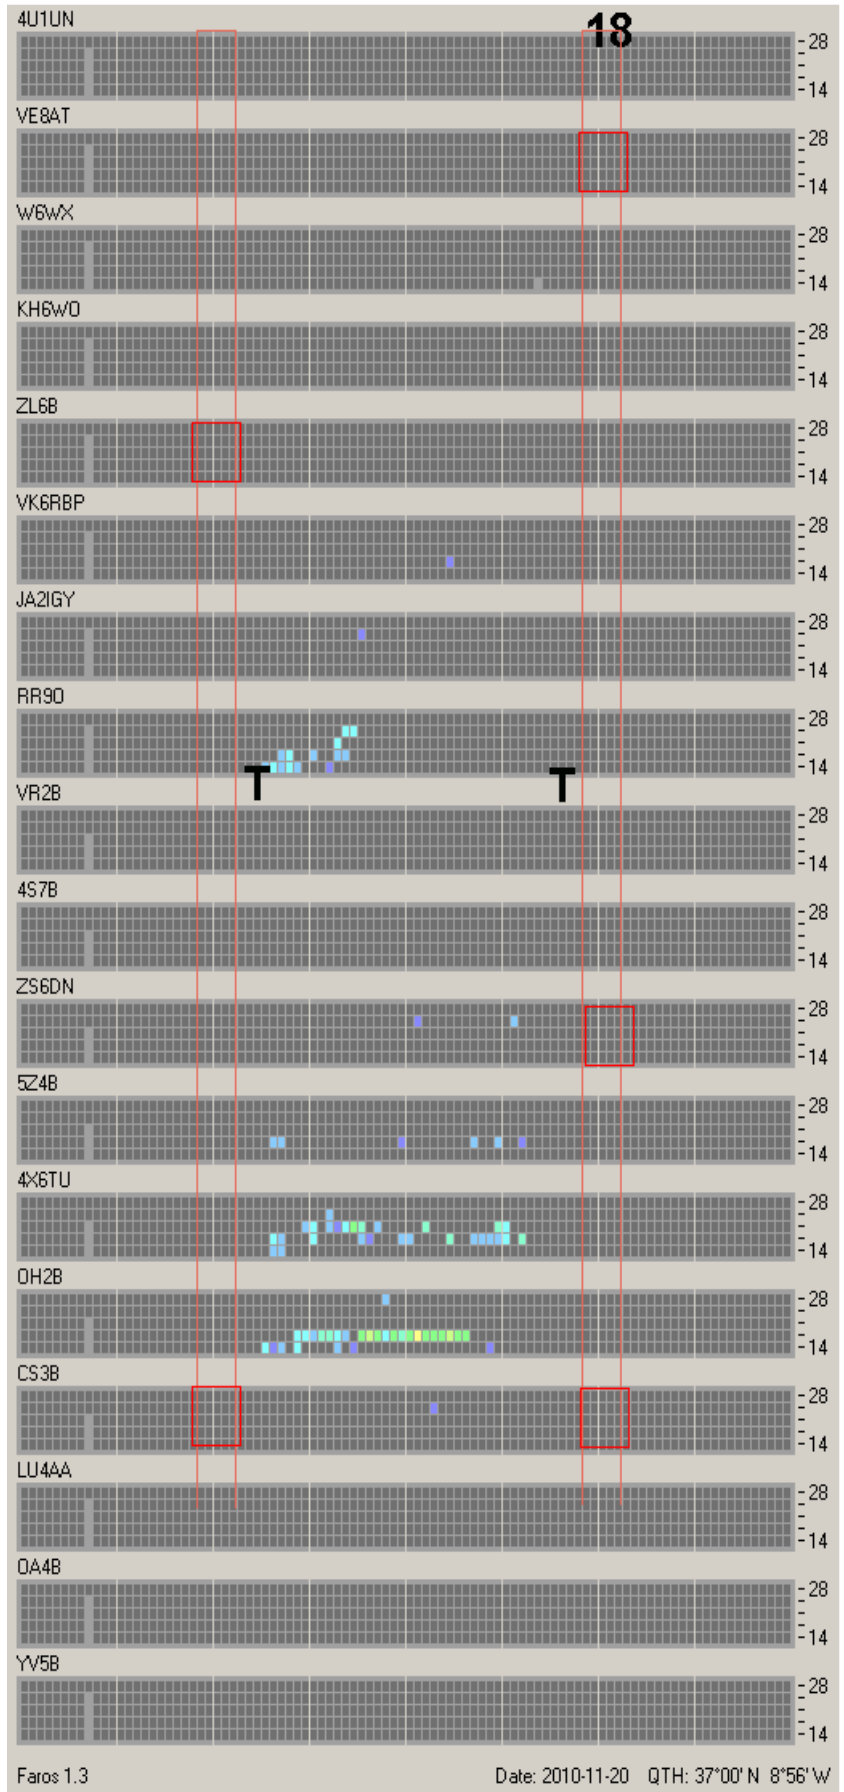 4U1UN
18
-28
-14
VE8AT
-28
-14
W6WX
-28
-14
KH6WO
-28
-14
ZL6B
-28
-14
VK6RBP
-28
-14
JA2IGY
-28
-14
RR9O
-28
-14
T T
VR2B
-28
-14
4S7B
-28
-14
ZS6DN
-28
-14
5Z4B
-28
-14
4X6TU
-28
-14
OH2B
-28
-14
CS3B
-28
-14
LU4AA
-28
-14
OA4B
-28
-14
YV5B
-28
-14
Faros 1.3 Date: 2010-11-20 QTH: 37°00' N 8°56' W